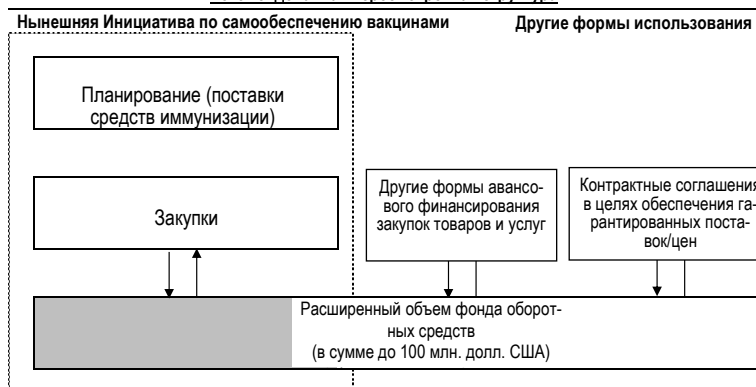 Нынешняя Инициатива по самообеспечению вакцинами
Другие формы использования
Планирование (поставки
средств иммунизации)
Закупки
Другие формы авансо-
вого финансирования
закупок товаров и услуг
Контрактные соглашения
в целях обеспечения га-
рантированных поста-
вок/цен
Расширенный объем фонда оборот-
ных средств
(в сумме до 100 млн. долл. США)